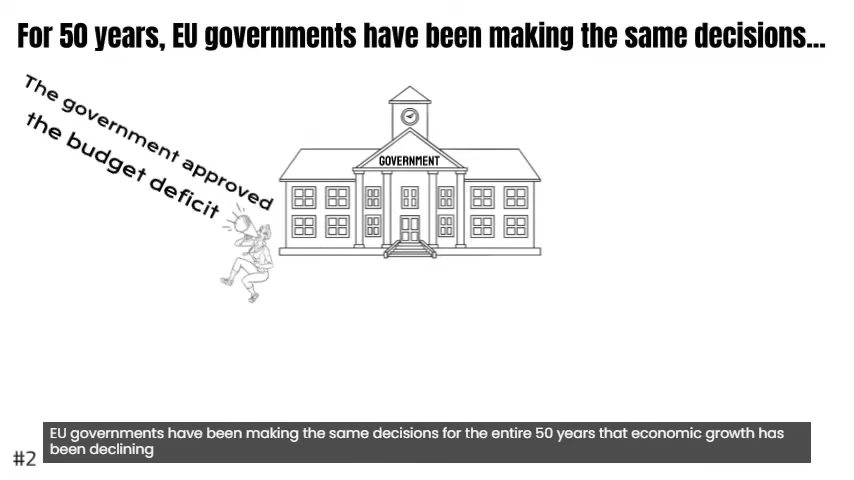 For 50 years, EU governments have been making the same decisions...
The government approved
the budget deficit
GOVERNMENT
EU governments have been making the same decisions for the entire 50 years that economic growth has
been declining
#2